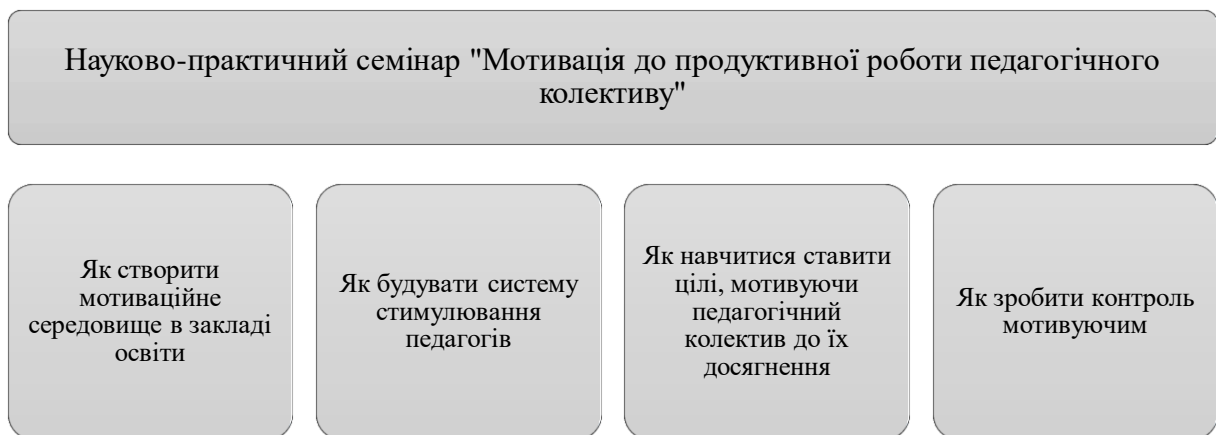 Науково-практичний семінар "Мотивація до продуктивної роботи педагогічного
колективу"
Як створити
мотиваційне
середовище в закладі
освіти
Як будувати систему
стимулювання
педагогів
Як навчитися ставити
цілі, мотивуючи
педагогічний
колектив до їх
досягнення
Як зробити контроль
мотивуючим